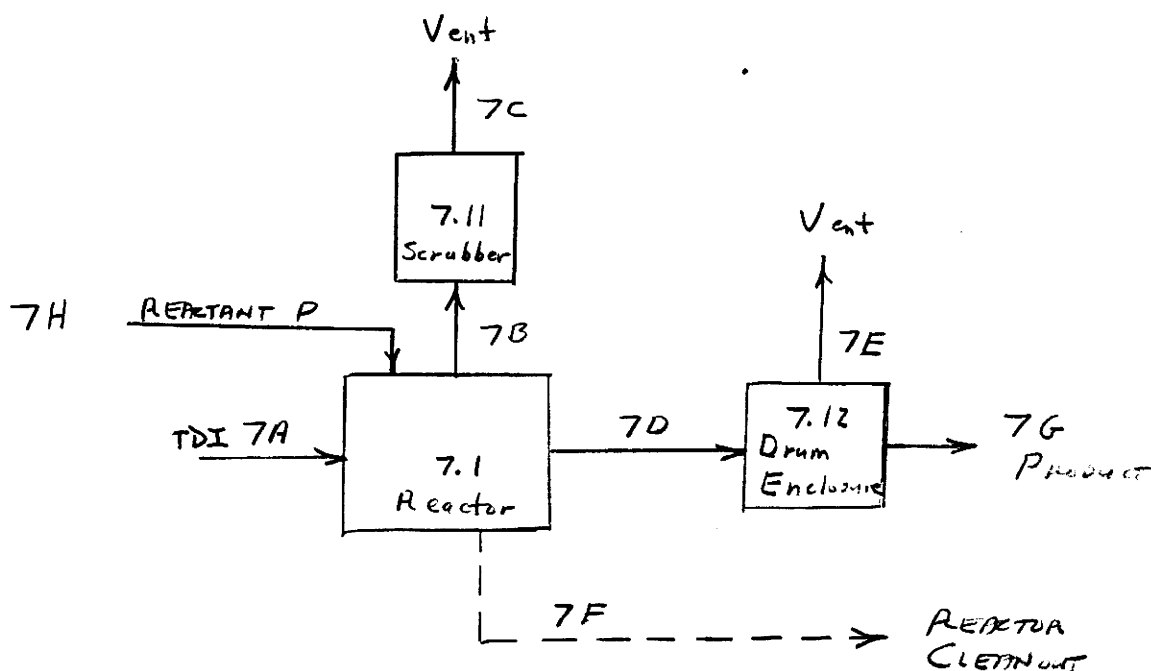 Vent
7C
7.11
Scrubber
Vent
7H
REACTANT P
7B
7E
TDI 7A
7.1
Reactor
7D
7.12
Drum
Enclosure
7G
PRODUCT
7F
REACTOR
CLEANOUT